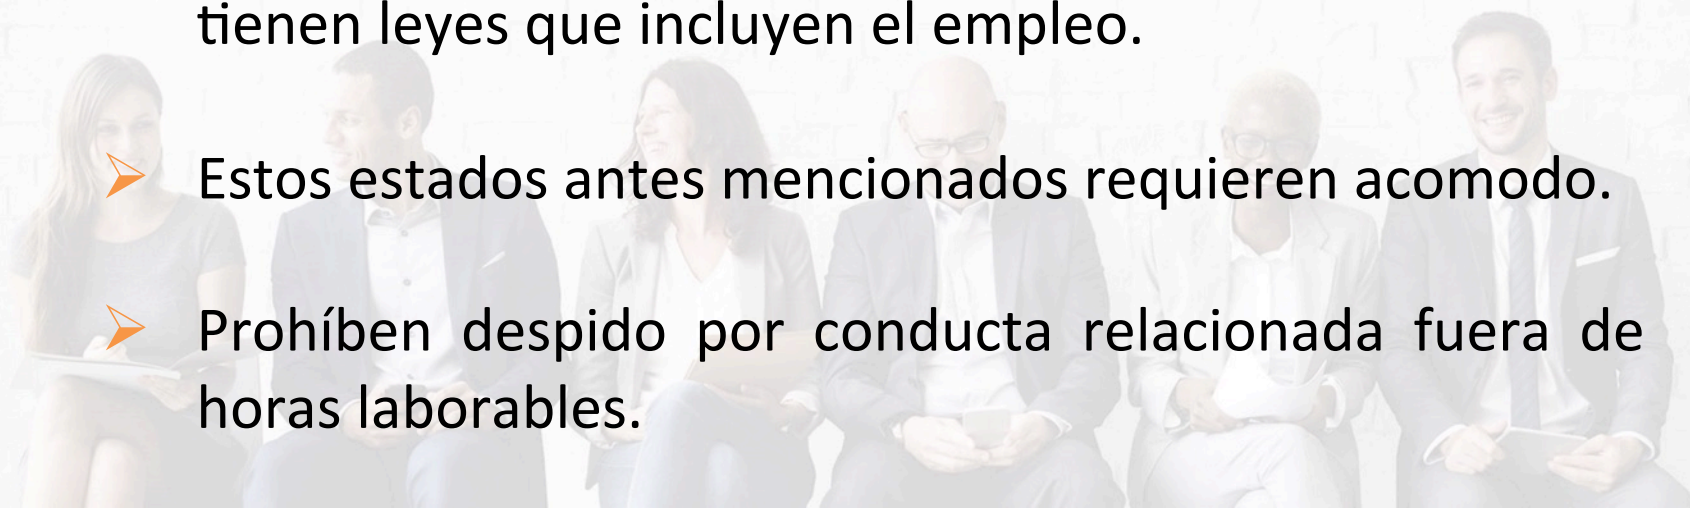 tienen leyes que incluyen el empleo.
Estos estados antes mencionados requieren acomodo.
Prohíben despido por conducta relacionada fuera de
horas laborables.